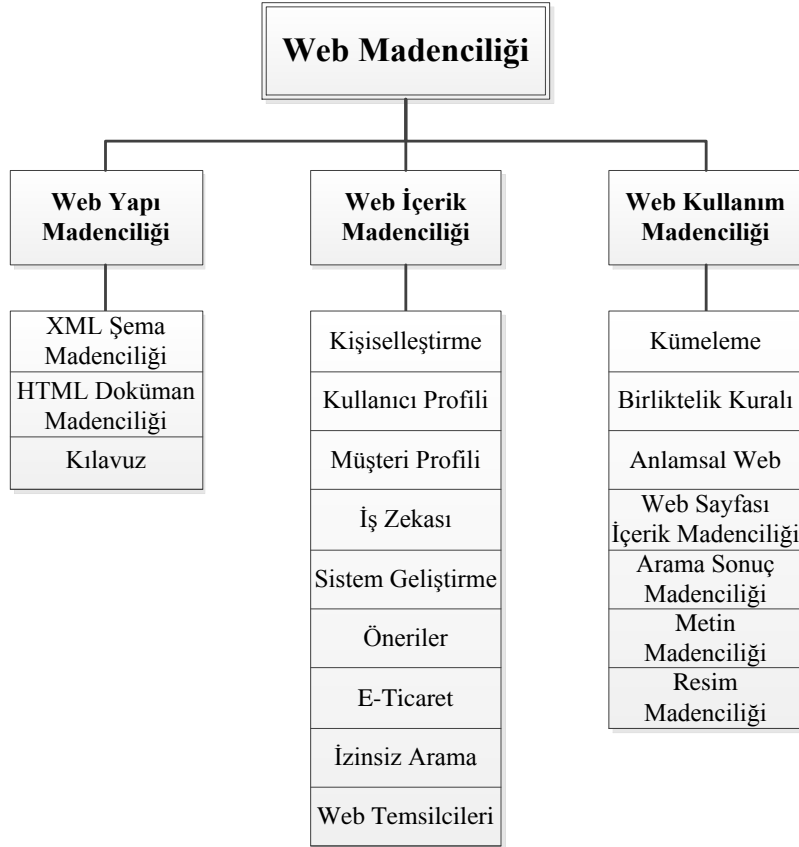 Web Madenciliği
Web Yapı
Madenciliği
XML Şema
Madenciliği
HTML Doküman
Madenciliği
Kılavuz
Web İçerik
Madenciliği
Kişiselleştirme
Kullanıcı Profili
Müşteri Profili
İş Zekası
Sistem Geliştirme
Öneriler
E-Ticaret
İzinsiz Arama
Web Temsilcileri
Web Kullanım
Madenciliği
Kümeleme
Birliktelik Kuralı
Anlamsal Web
Web Sayfası
İçerik Madenciliği
Arama Sonuç
Madenciliği
Metin
Madenciliği
Resim
Madenciliği